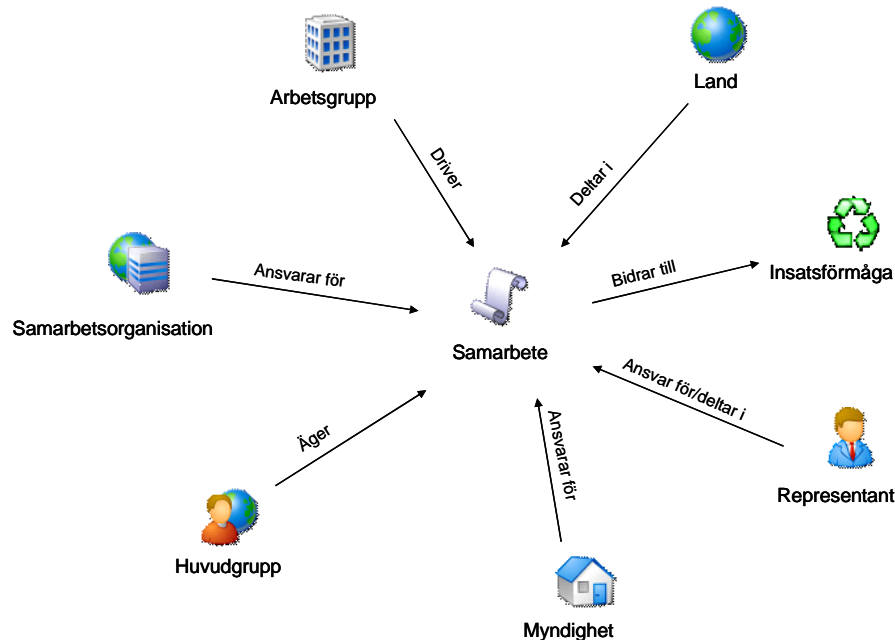 Land
Arbetsgrupp
Driver
Deltar i
Insatsförmåga
Bidrar till
Ansvarar för
Samarbetsorganisation
Samarbete
Ansvar för/deltar i
Äger
Ansvarar för
Representant
Huvudgrupp
Myndighet